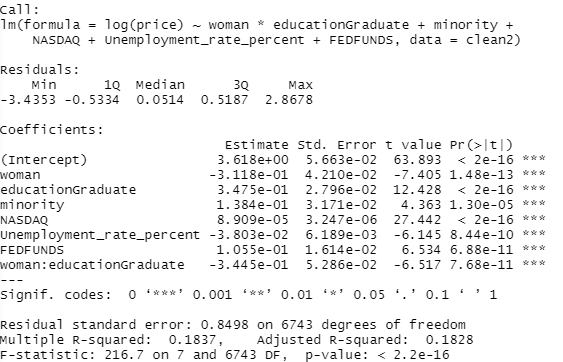 Call:
lm(formula = log(price) ~ woman * educationGraduate + minority +
NASDAQ + Unemployment_rate_percent + FEDFUNDS, data = clean2)
Residuals:
Min 1Q Median 3Q Max
-3.4353 -0.5334 0.0514 0.5187 2.8678
Coefficients:
Estimate Std. Error t value Pr(>|t|)
(Intercept) 3.618e+00 5.663e-02 63.893 < 2e-16 ***
woman -3.118e-01 4.210e-02 -7.405 1.48e-13 ***
educationGraduate 3.475e-01 2.796e-02 12.428 < 2e-16 ***
minority 1.384e-01 3.171e-02 4.363 1.30e-05 ***
NASDAQ 8.909e-05 3.247e-06 27.442 < 2e-16 ***
Unemployment_rate_percent -3.803e-02 6.189e-03 -6.145 8.44e-10 ***
FEDFUNDS 1.055e-01 1.614e-02 6.534 6.88e-11 ***
woman:educationGraduate -3.445e-01 5.286e-02 -6.517 7.68e-11 ***
---
Signif. codes: 0 ‘***’ 0.001 ‘**’ 0.01 ‘*’ 0.05 ‘.’ 0.1 ‘ ’ 1
Residual standard error: 0.8498 on 6743 degrees of freedom
Multiple R-squared: 0.1837, Adjusted R-squared: 0.1828
F-statistic: 216.7 on 7 and 6743 DF, p-value: < 2.2e-16